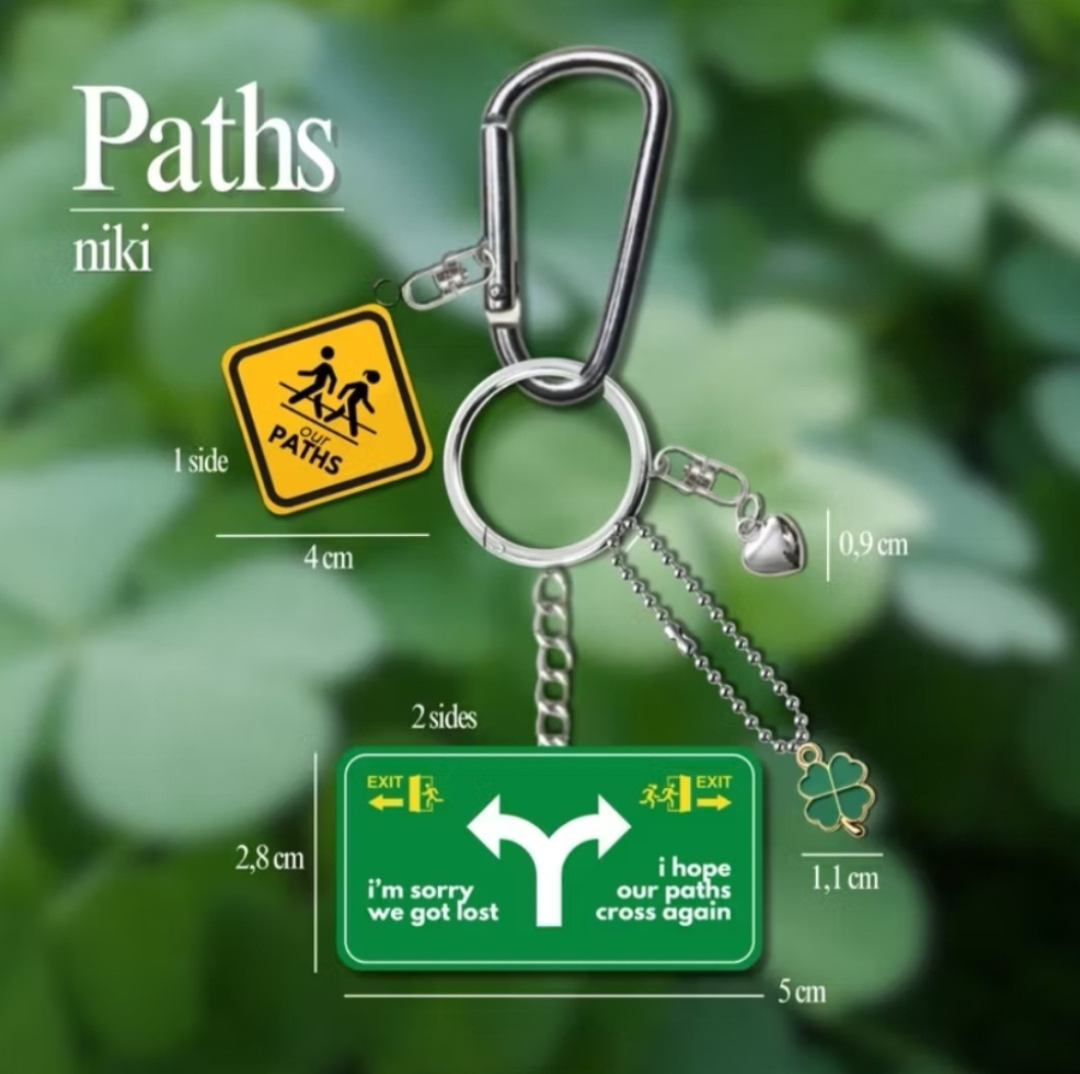 Paths
niki
our
PATHS
1 side
4 cm
0,9 cm
2 sides
EXIT
EXIT
i'm sorry
we got lost
i hope
our paths
cross again
2,8 cm
1,1 cm
5 cm